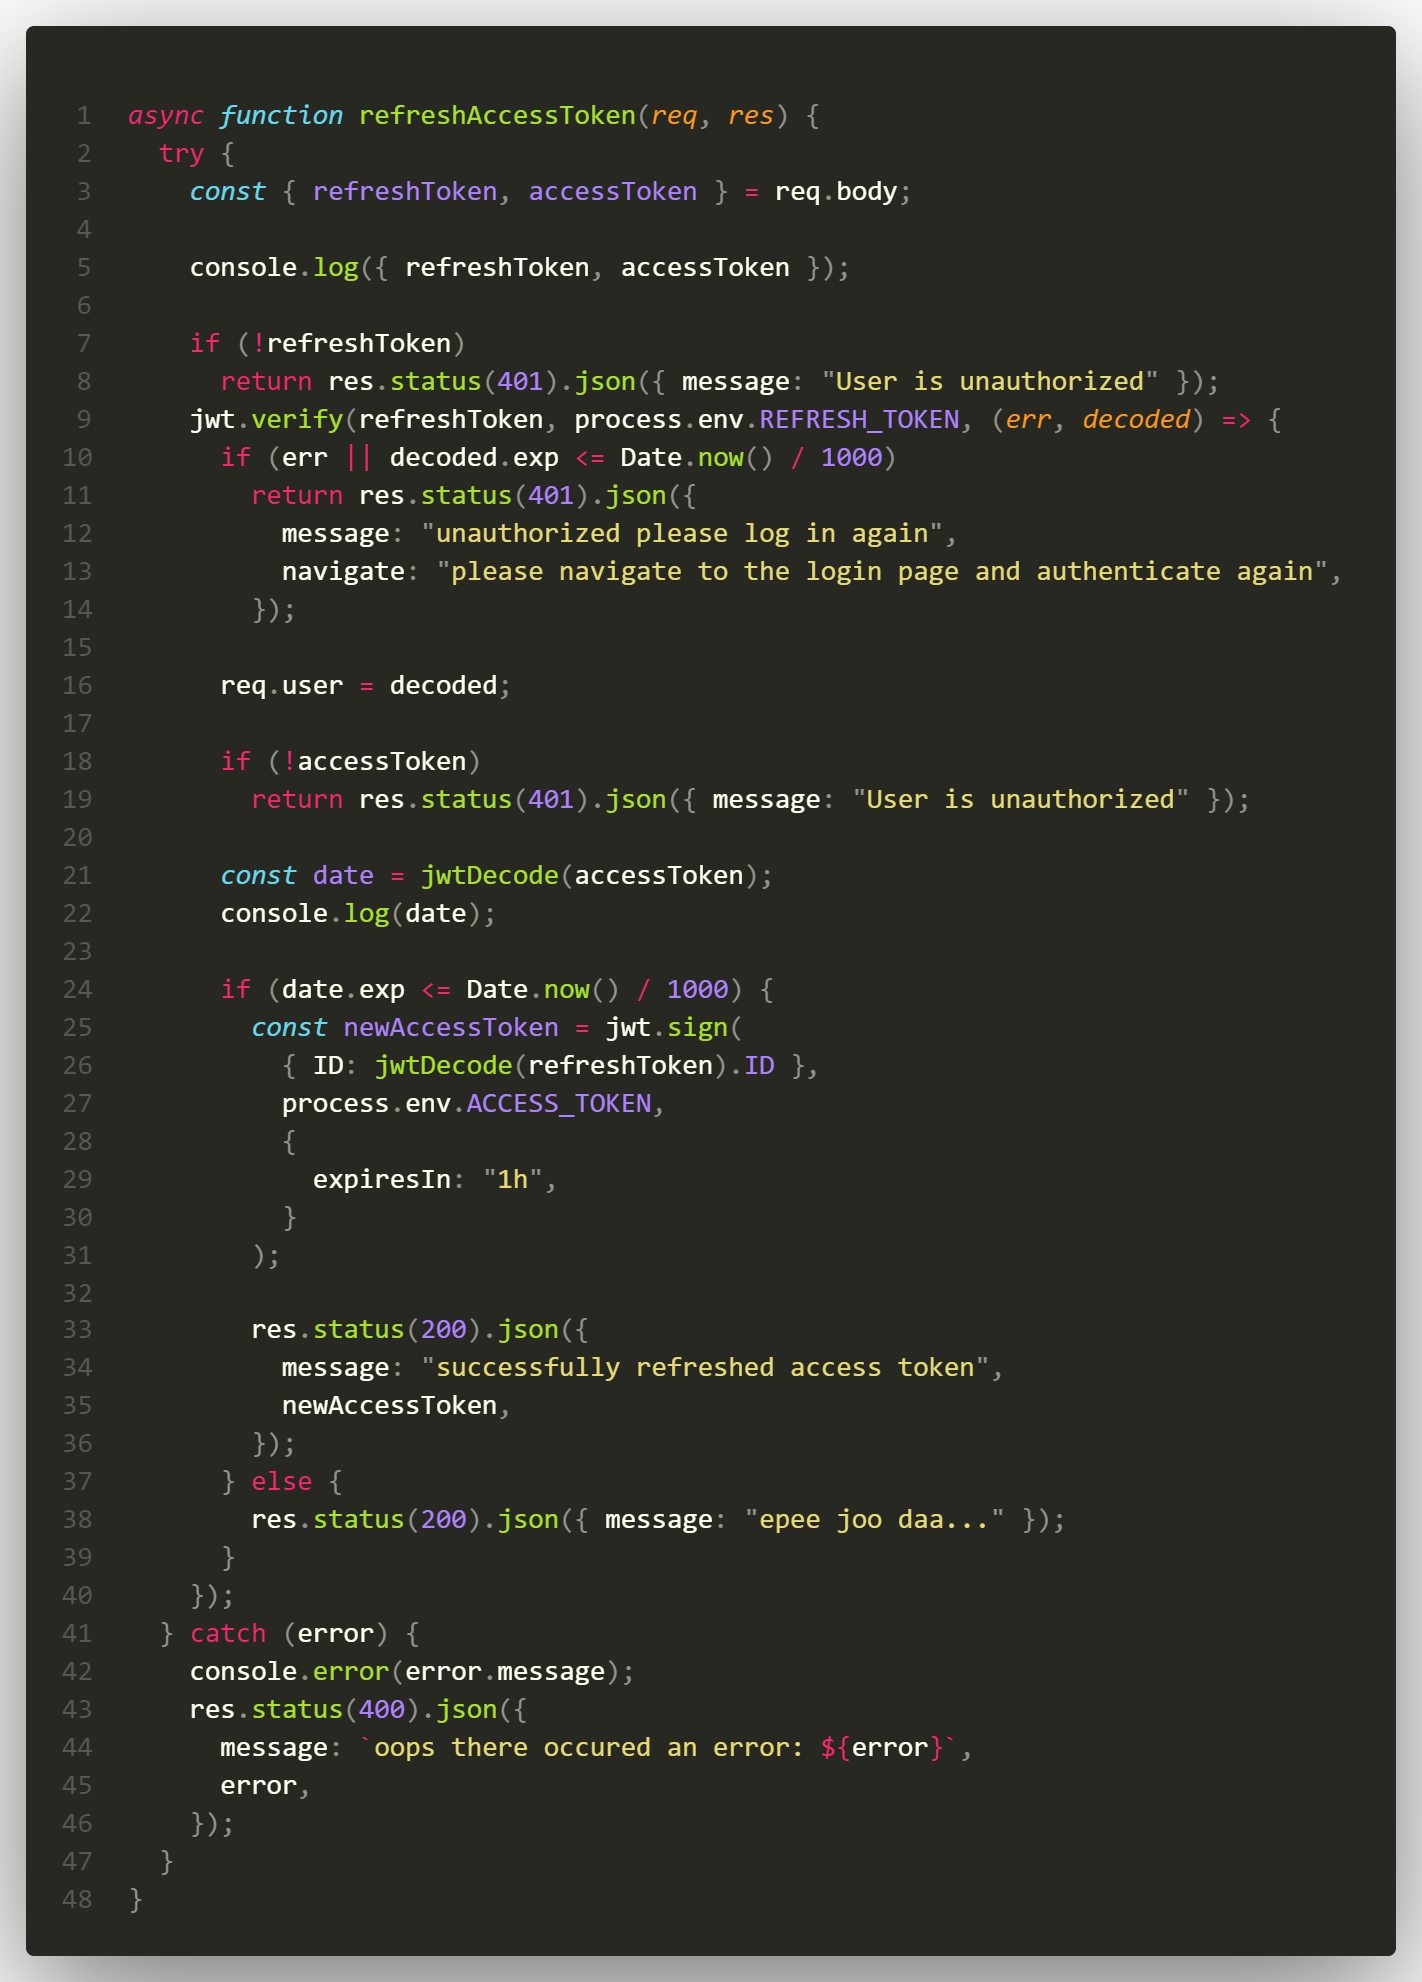 1 async function refreshAccessToken(req, res) {
2   try {
3     const { refreshToken, accessToken } = req.body;
4
5     console.log({ refreshToken, accessToken });
6
7     if (!refreshToken)
8       return res.status(401).json({ message: "User is unauthorized" });
9     jwt.verify(refreshToken, process.env.REFRESH_TOKEN, (err, decoded) => {
10       if (err || decoded.exp <= Date.now() / 1000)
11         return res.status(401).json({
12           message: "unauthorized please log in again",
13           navigate: "please navigate to the login page and authenticate again",
14         });
15
16       req.user = decoded;
17
18       if (!accessToken)
19         return res.status(401).json({ message: "User is unauthorized" });
20
21       const date = jwtDecode(accessToken);
22       console.log(date);
23
24       if (date.exp <= Date.now() / 1000) {
25         const newAccessToken = jwt.sign(
26           { ID: jwtDecode(refreshToken).ID },
27           process.env.ACCESS_TOKEN,
28           {
29             expiresIn: "1h",
30           }
31         );
32
33         res.status(200).json({
34           message: "successfully refreshed access token",
35           newAccessToken,
36         });
37       } else {
38         res.status(200).json({ message: "epee joo daa..." });
39       }
40     });
41   } catch (error) {
42     console.error(error.message);
43     res.status(400).json({
44       message: `oops there occured an error: ${error}`,
45       error,
46     });
47   }
48 }